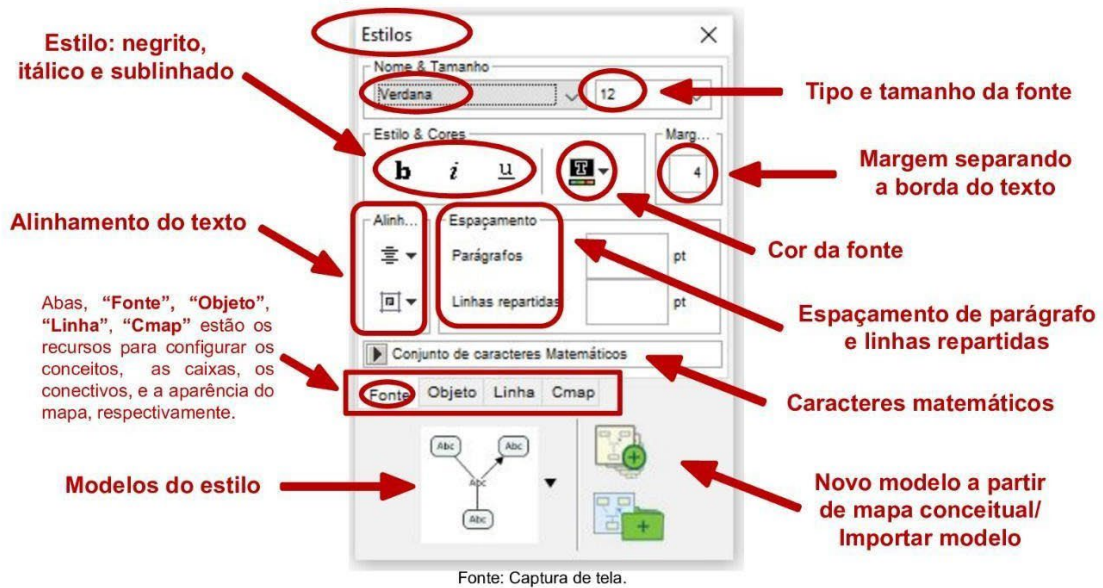 Estilos
Estilo: negrito,
itálico e sublinhado
Nome & Tamanho
Verdana
12
Tipo e tamanho da fonte
Estilo & Cores
b i u
T
Marg...
4
Margem separando
a borda do texto
Alinhamento do texto
Alinh...
Espaçamento
Parágrafos
pt
Linhas repartidas
pt
Cor da fonte
Espaçamento de parágrafo
e linhas repartidas
Abas, “Fonte”, “Objeto”,
“Linha”, “Cmap” estão os
recursos para configurar os
conceitos, as caixas, os
conectivos, e a aparência do
mapa, respectivamente.
Conjunto de caracteres Matemáticos
Caracteres matemáticos
Fonte Objeto Linha Cmap
Modelos do estilo
Abc Abc
Abc
Abc
Novo modelo a partir
de mapa conceitual/
Importar modelo
Fonte: Captura de tela.